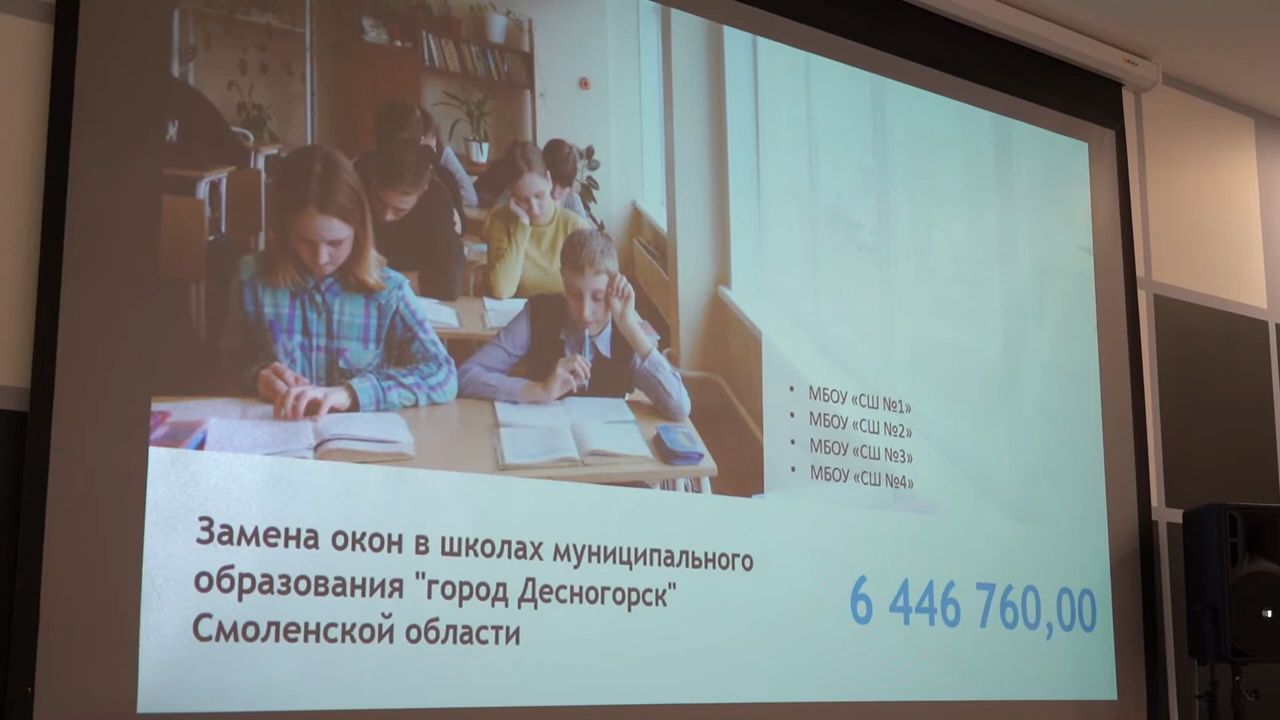 • МБОУ «СШ №1»
• МБОУ «СШ №2»
• МБОУ «СШ №3»
• МБОУ «СШ №4»
Замена окон в школах муниципального
образования "город Десногорск"
Смоленской области
6 446 760,00